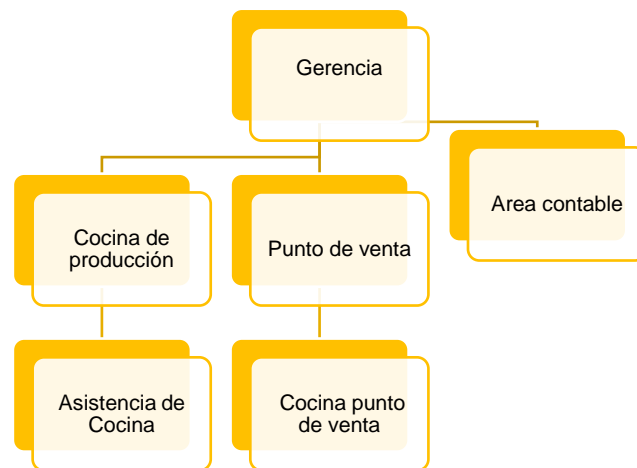 Gerencia
Area contable
Cocina de
producción
Punto de venta
Asistencia de
Cocina
Cocina punto
de venta